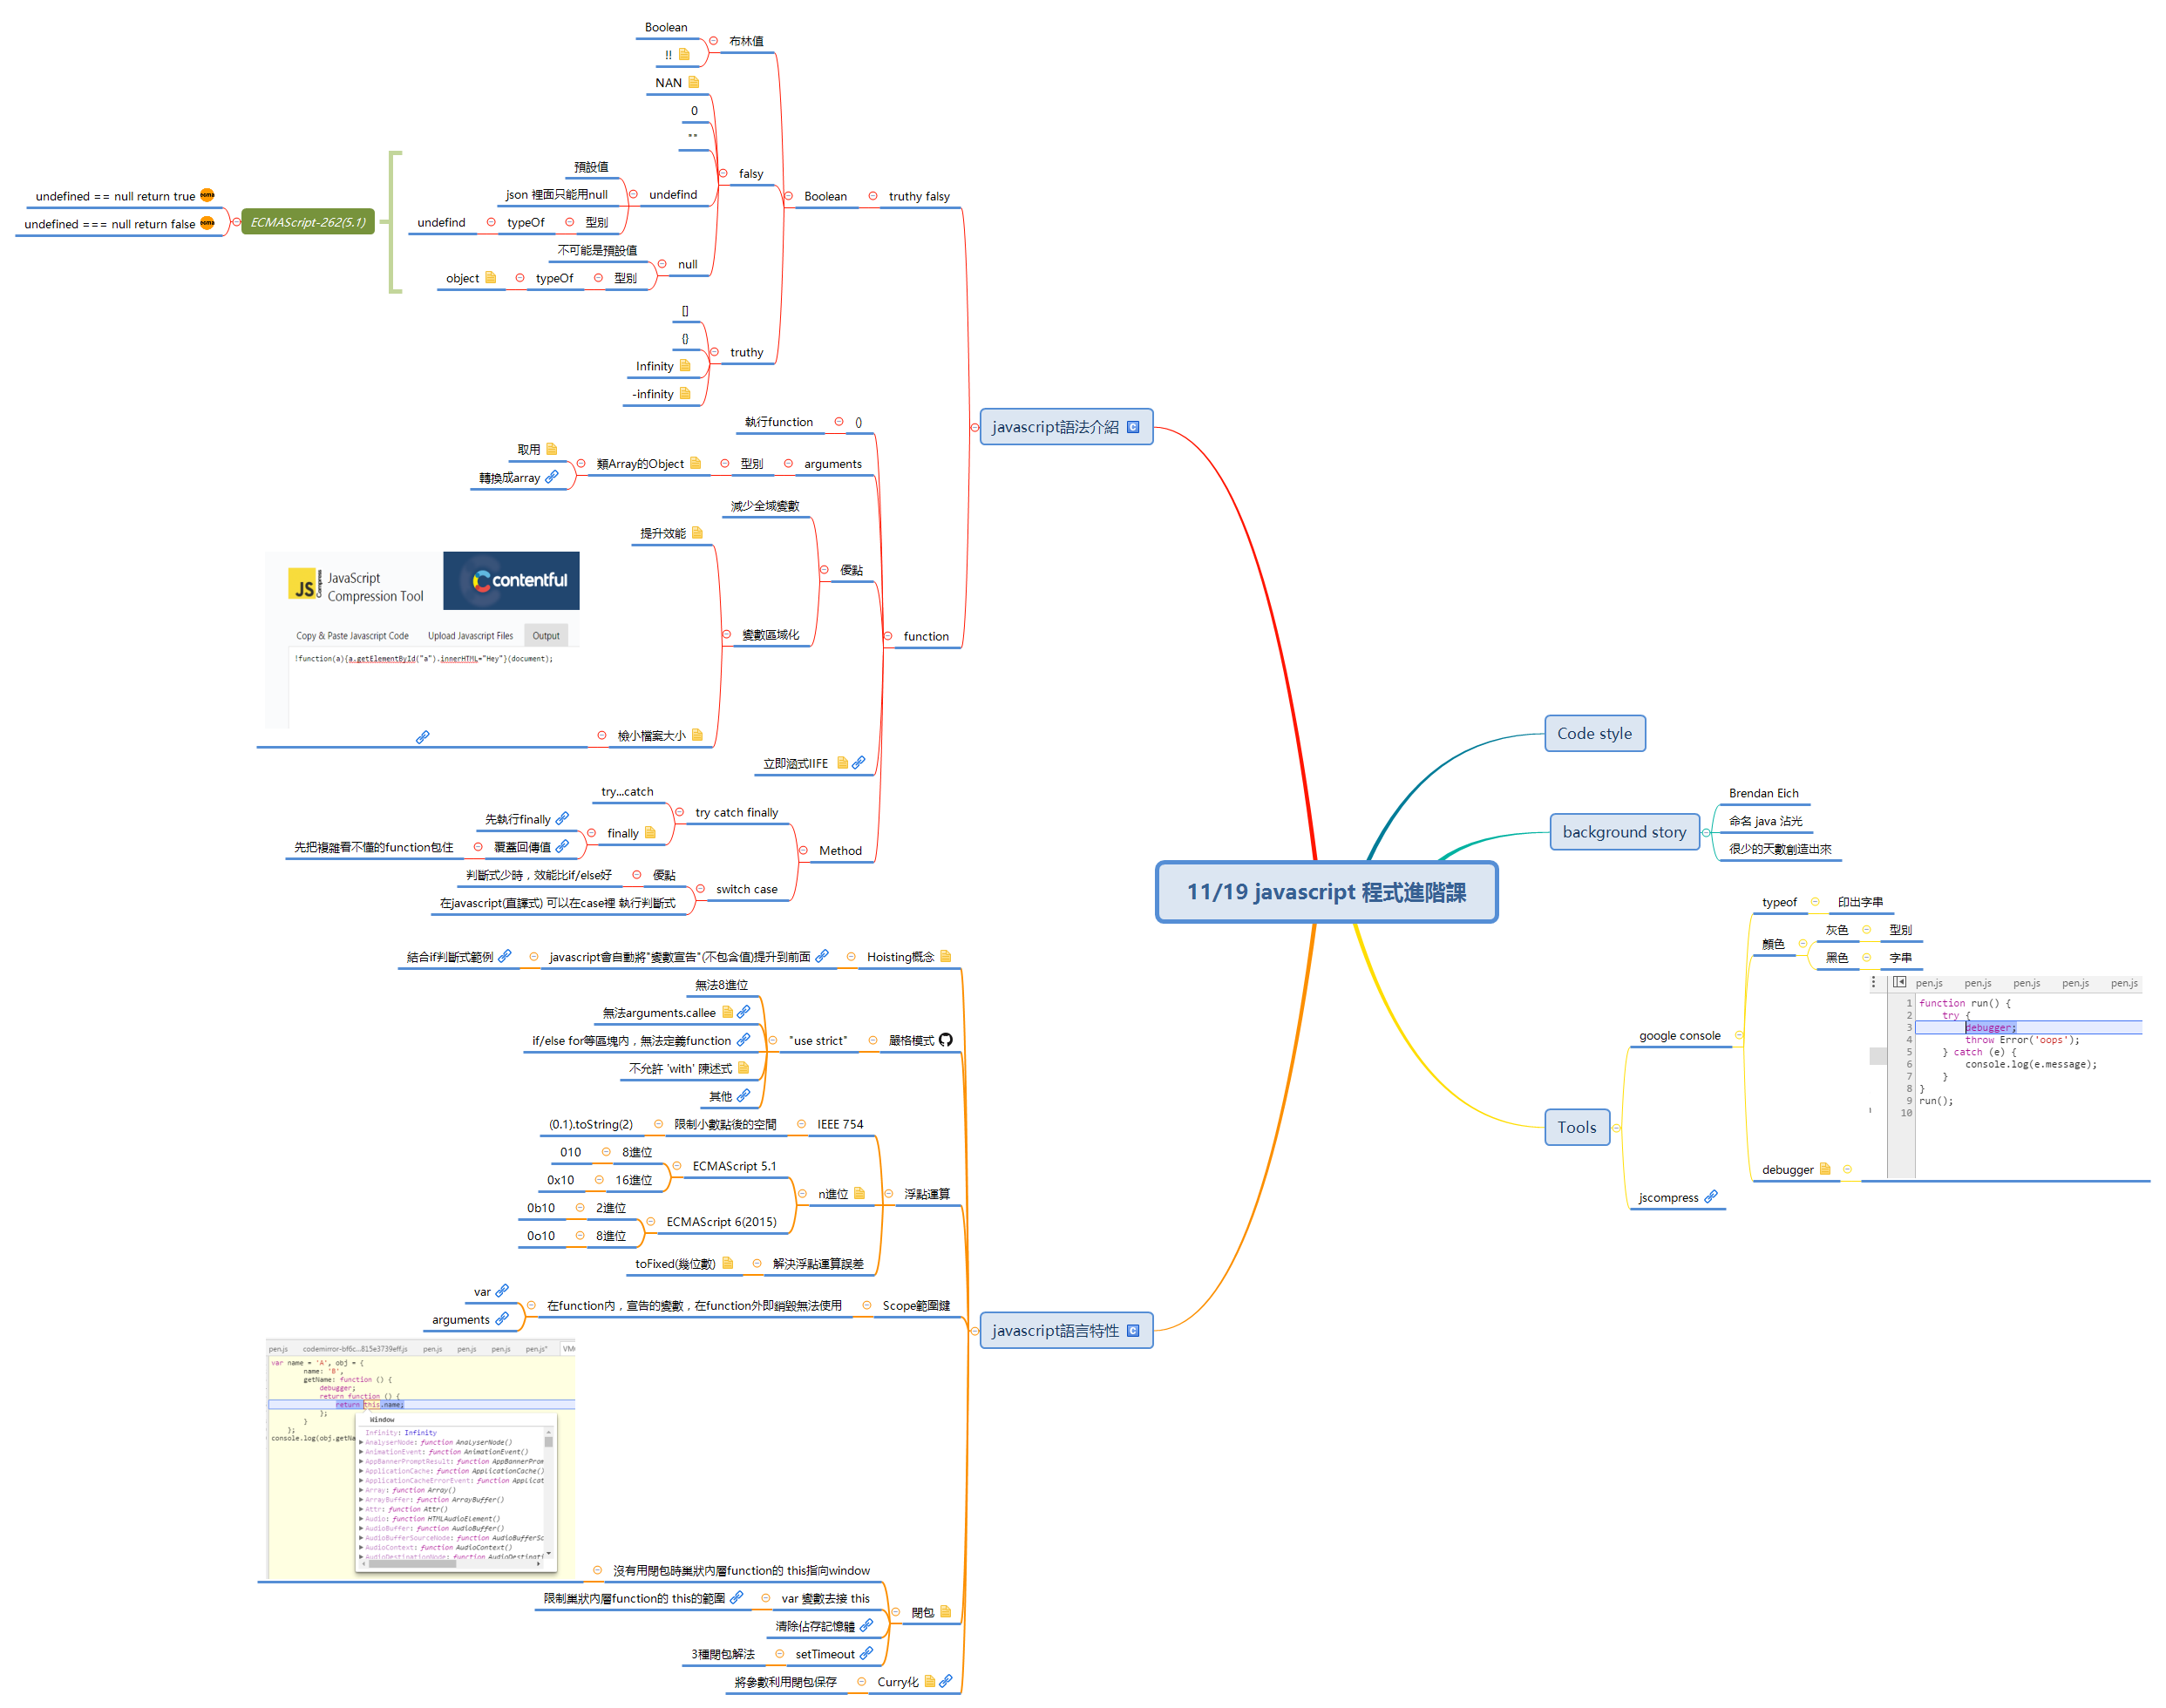 11/19 javascript 程式進階課
javascript語法介紹
truthy falsy
Boolean
布林值
Boolean
!!
falsy
NAN
0
""
undefind
預設值
json 裡面只能用null
型別
typeOf
undefind
null
不可能是預設值
型別
typeOf
object
ECMAScript-262(5.1)
undefined == null return true
undefined === null return false
truthy
[]
{}
Infinity
-infinity
function
()
執行function
arguments
型別
類Array的Object
取用
轉換成array
優點
減少全域變數
變數區域化
提升效能
檢小檔案大小
JS
JavaScript
Compression Tool
contentful
Copy & Paste Javascript Code
Upload Javascript Files
Output
!function(a){a.getElementById("a").innerHTML="Hey"}(document);
立即涵式IIFE
Method
try catch finally
try...catch
finally
先執行finally
覆蓋回傳值
先把複雜看不懂的function包住
switch case
優點
判斷式少時，效能比if/else好
在javascript(直譯式) 可以在case裡 執行判斷式
javascript語言特性
Hoisting概念
javascript會自動將"變數宣告"(不包含值)提升到前面
結合if判斷式範例
嚴格模式
"use strict"
無法8進位
無法arguments.callee
if/else for等區塊內，無法定義function
不允許 'with' 陳述式
其他
浮點運算
IEEE 754
限制小數點後的空間
(0.1).toString(2)
n進位
ECMAScript 5.1
8進位
010
16進位
0x10
ECMAScript 6(2015)
2進位
0b10
8進位
0o10
解決浮點運算誤差
toFixed(幾位數)
Scope範圍鍵
在function內，宣告的變數，在function外即銷毀無法使用
var
arguments
閉包
沒有用閉包時巢狀內層function的 this指向window
pen.js codemirror-bf6c...815e3739eff.js pen.js pen.js pen.js pen.js*
var name = 'A', obj = {
name: 'B',
getName: function () {
debugger;
return function () {
return this.name;
};
}
};
console.log(obj.getNa
Window
Infinity: Infinity
AnalyserNode: function AnalyserNode()
AnimationEvent: function AnimationEvent()
AppBannerPromptResult: function AppBannerPron
ApplicationCache: function ApplicationCache()
ApplicationCacheErrorEvent: function Applicat
Array: function Array()
ArrayBuffer: function ArrayBuffer()
Attr: function Attr()
Audio: function HTMLAudioElement()
AudioBuffer: function AudioBuffer()
AudioBufferSourceNode: function AudioBufferSc
AudioContext: function AudioContext()
AudioDestinationNode: function AudioDestinati
var 變數去接 this
限制巢狀內層function的 this的範圍
清除佔存記憶體
setTimeout
3種閉包解法
Curry化
將參數利用閉包保存
Code style
background story
Brendan Eich
命名 java 沾光
很少的天數創造出來
Tools
google console
typeof
印出字串
顏色
灰色
型別
黑色
字串
debugger
pen.js pen.js pen.js pen.js pen.js
1 function run() {
2 try {
3 debugger;
4 throw Error('oops');
5 } catch (e) {
6 console.log(e.message);
7 }
8 }
9 run();
10
jscompress